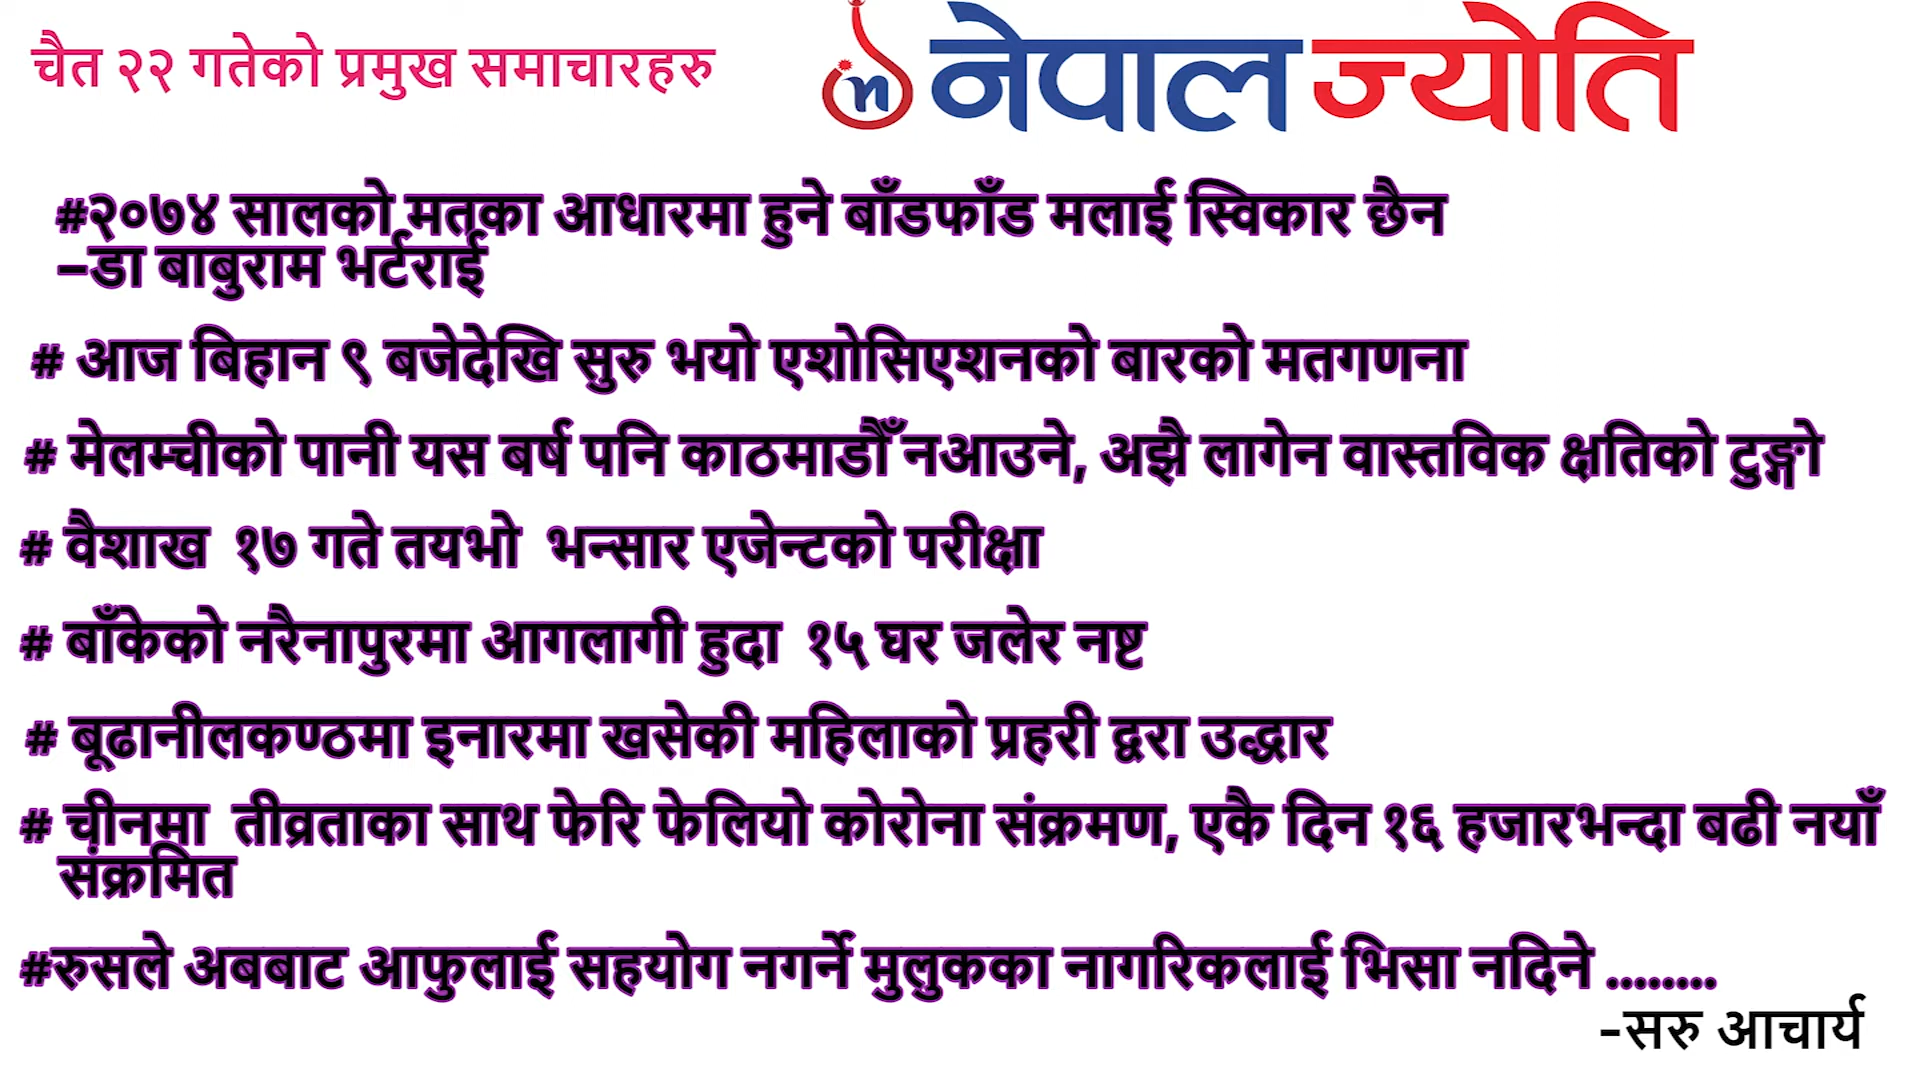 चैत २२ गतेको प्रमुख समाचारहरु
नेपाल ज्योति
#२०७४ सालको मतका आधारमा हुने बाँडफाँड मलाई स्विकार छैन
–डा बाबुराम भर्टराई
# आज बिहान ९ बजेदेखि सुरु भयो एशोसिएशनको बारको मतगणना
# मेलम्चीको पानी यस बर्ष पनि काठमाडौँ नआउने, अझै लागेन वास्तविक क्षतिको टुङ्गो
# वैशाख १७ गते तयभो भन्सार एजेन्टको परीक्षा
# बाँकेको नरैनापुरमा आगलागी हुदा १५ घर जलेर नष्ट
# बूढानीलकण्ठमा इनारमा खसेकी महिलाको प्रहरी द्वरा उद्धार
# चीनमा तीव्रताका साथ फेरि फेलियो कोरोना संक्रमण, एकै दिन १६ हजारभन्दा बढी नयाँ
संक्रमित
#रुसले अबबाट आफुलाई सहयोग नगर्ने मुलुकका नागरिकलाई भिसा नदिने ........
-सरु आचार्य